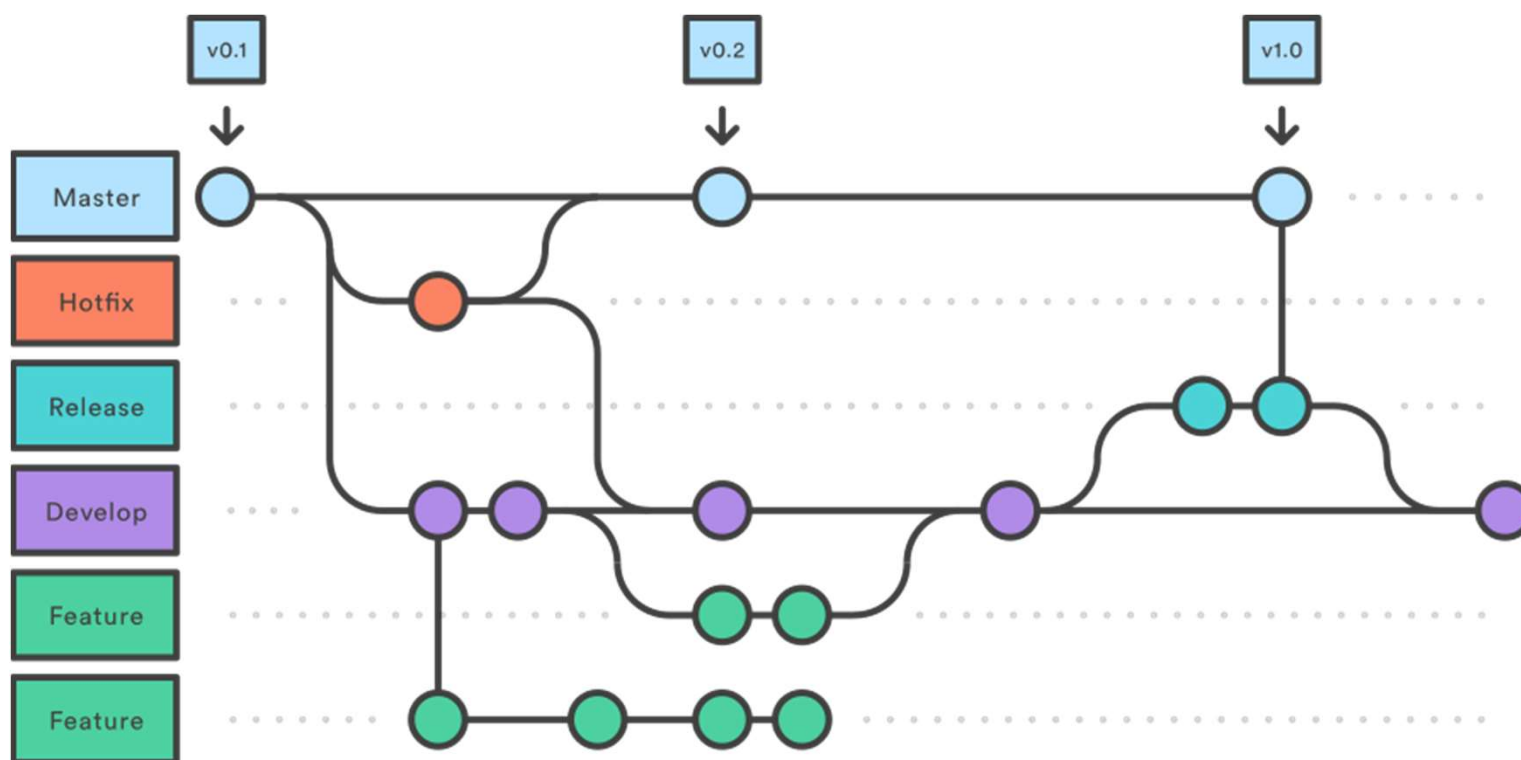 v0.1
v0.2
v1.0
Master
Hotfix
Release
Develop
Feature
Feature